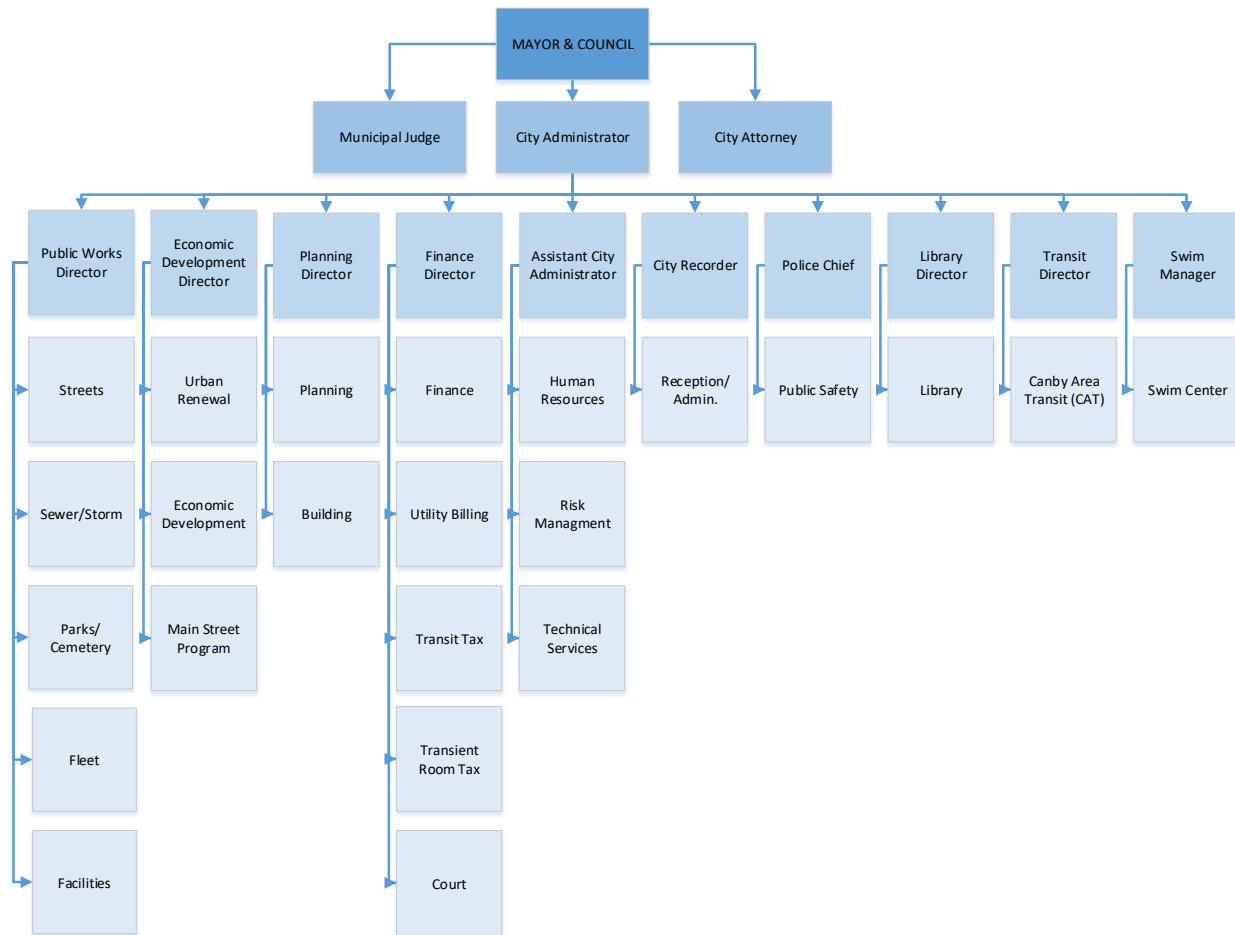 MAYOR & COUNCIL
Municipal Judge
City Administrator
City Attorney
Public Works
Director
Economic
Development
Director
Planning
Director
Finance
Director
Assistant City
Administrator
City Recorder
Police Chief
Library
Director
Transit
Director
Swim
Manager
Streets
Urban
Renewal
Planning
Finance
Human
Resources
Reception/
Admin.
Public Safety
Library
Canby Area
Transit (CAT)
Swim Center
Sewer/Storm
Economic
Development
Building
Utility Billing
Risk
Managment
Parks/
Cemetery
Main Street
Program
Transit Tax
Technical
Services
Fleet
Transient
Room Tax
Facilities
Court